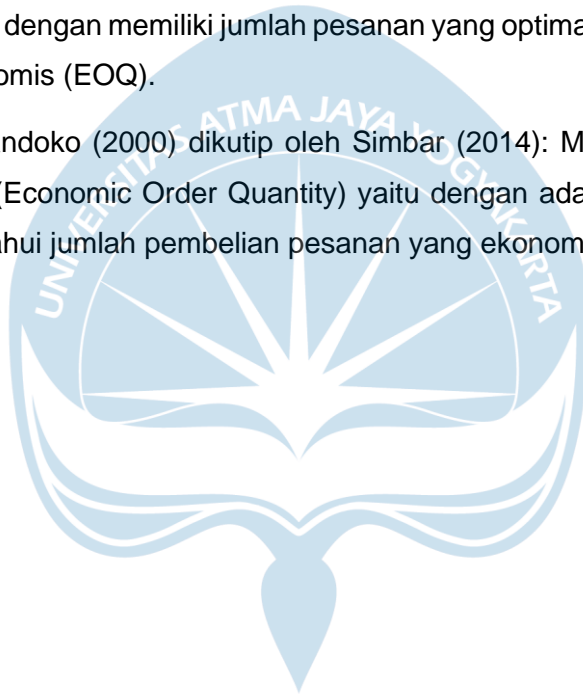 dengan memiliki jumlah pesanan yang optima
omis (EOQ).
ndoko (2000) dikutip oleh Simbar (2014): M
(Economic Order Quantity) yaitu dengan ada
ahui jumlah pembelian pesanan yang ekonom
UNIVERSITAS ATMA JAYA YOGYAKARTA